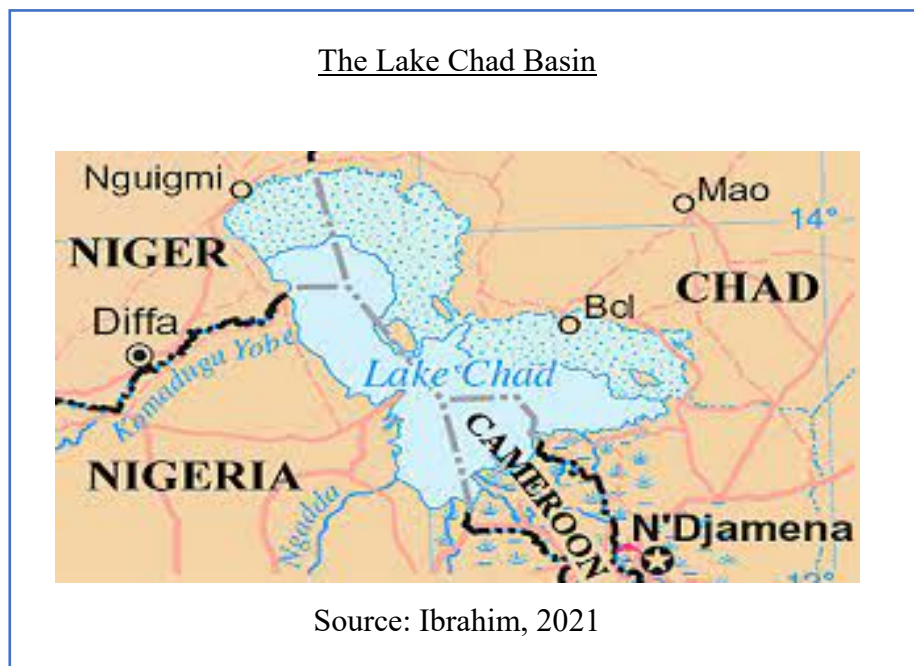 The Lake Chad Basin
Nguigmi
Mao
14°
NIGER
CHAD
Diffa
Bol
Komadugu Yobe
Lake Chad
CAMEROON
NIGERIA
Ngadda
N'Djamena
Source: Ibrahim, 2021